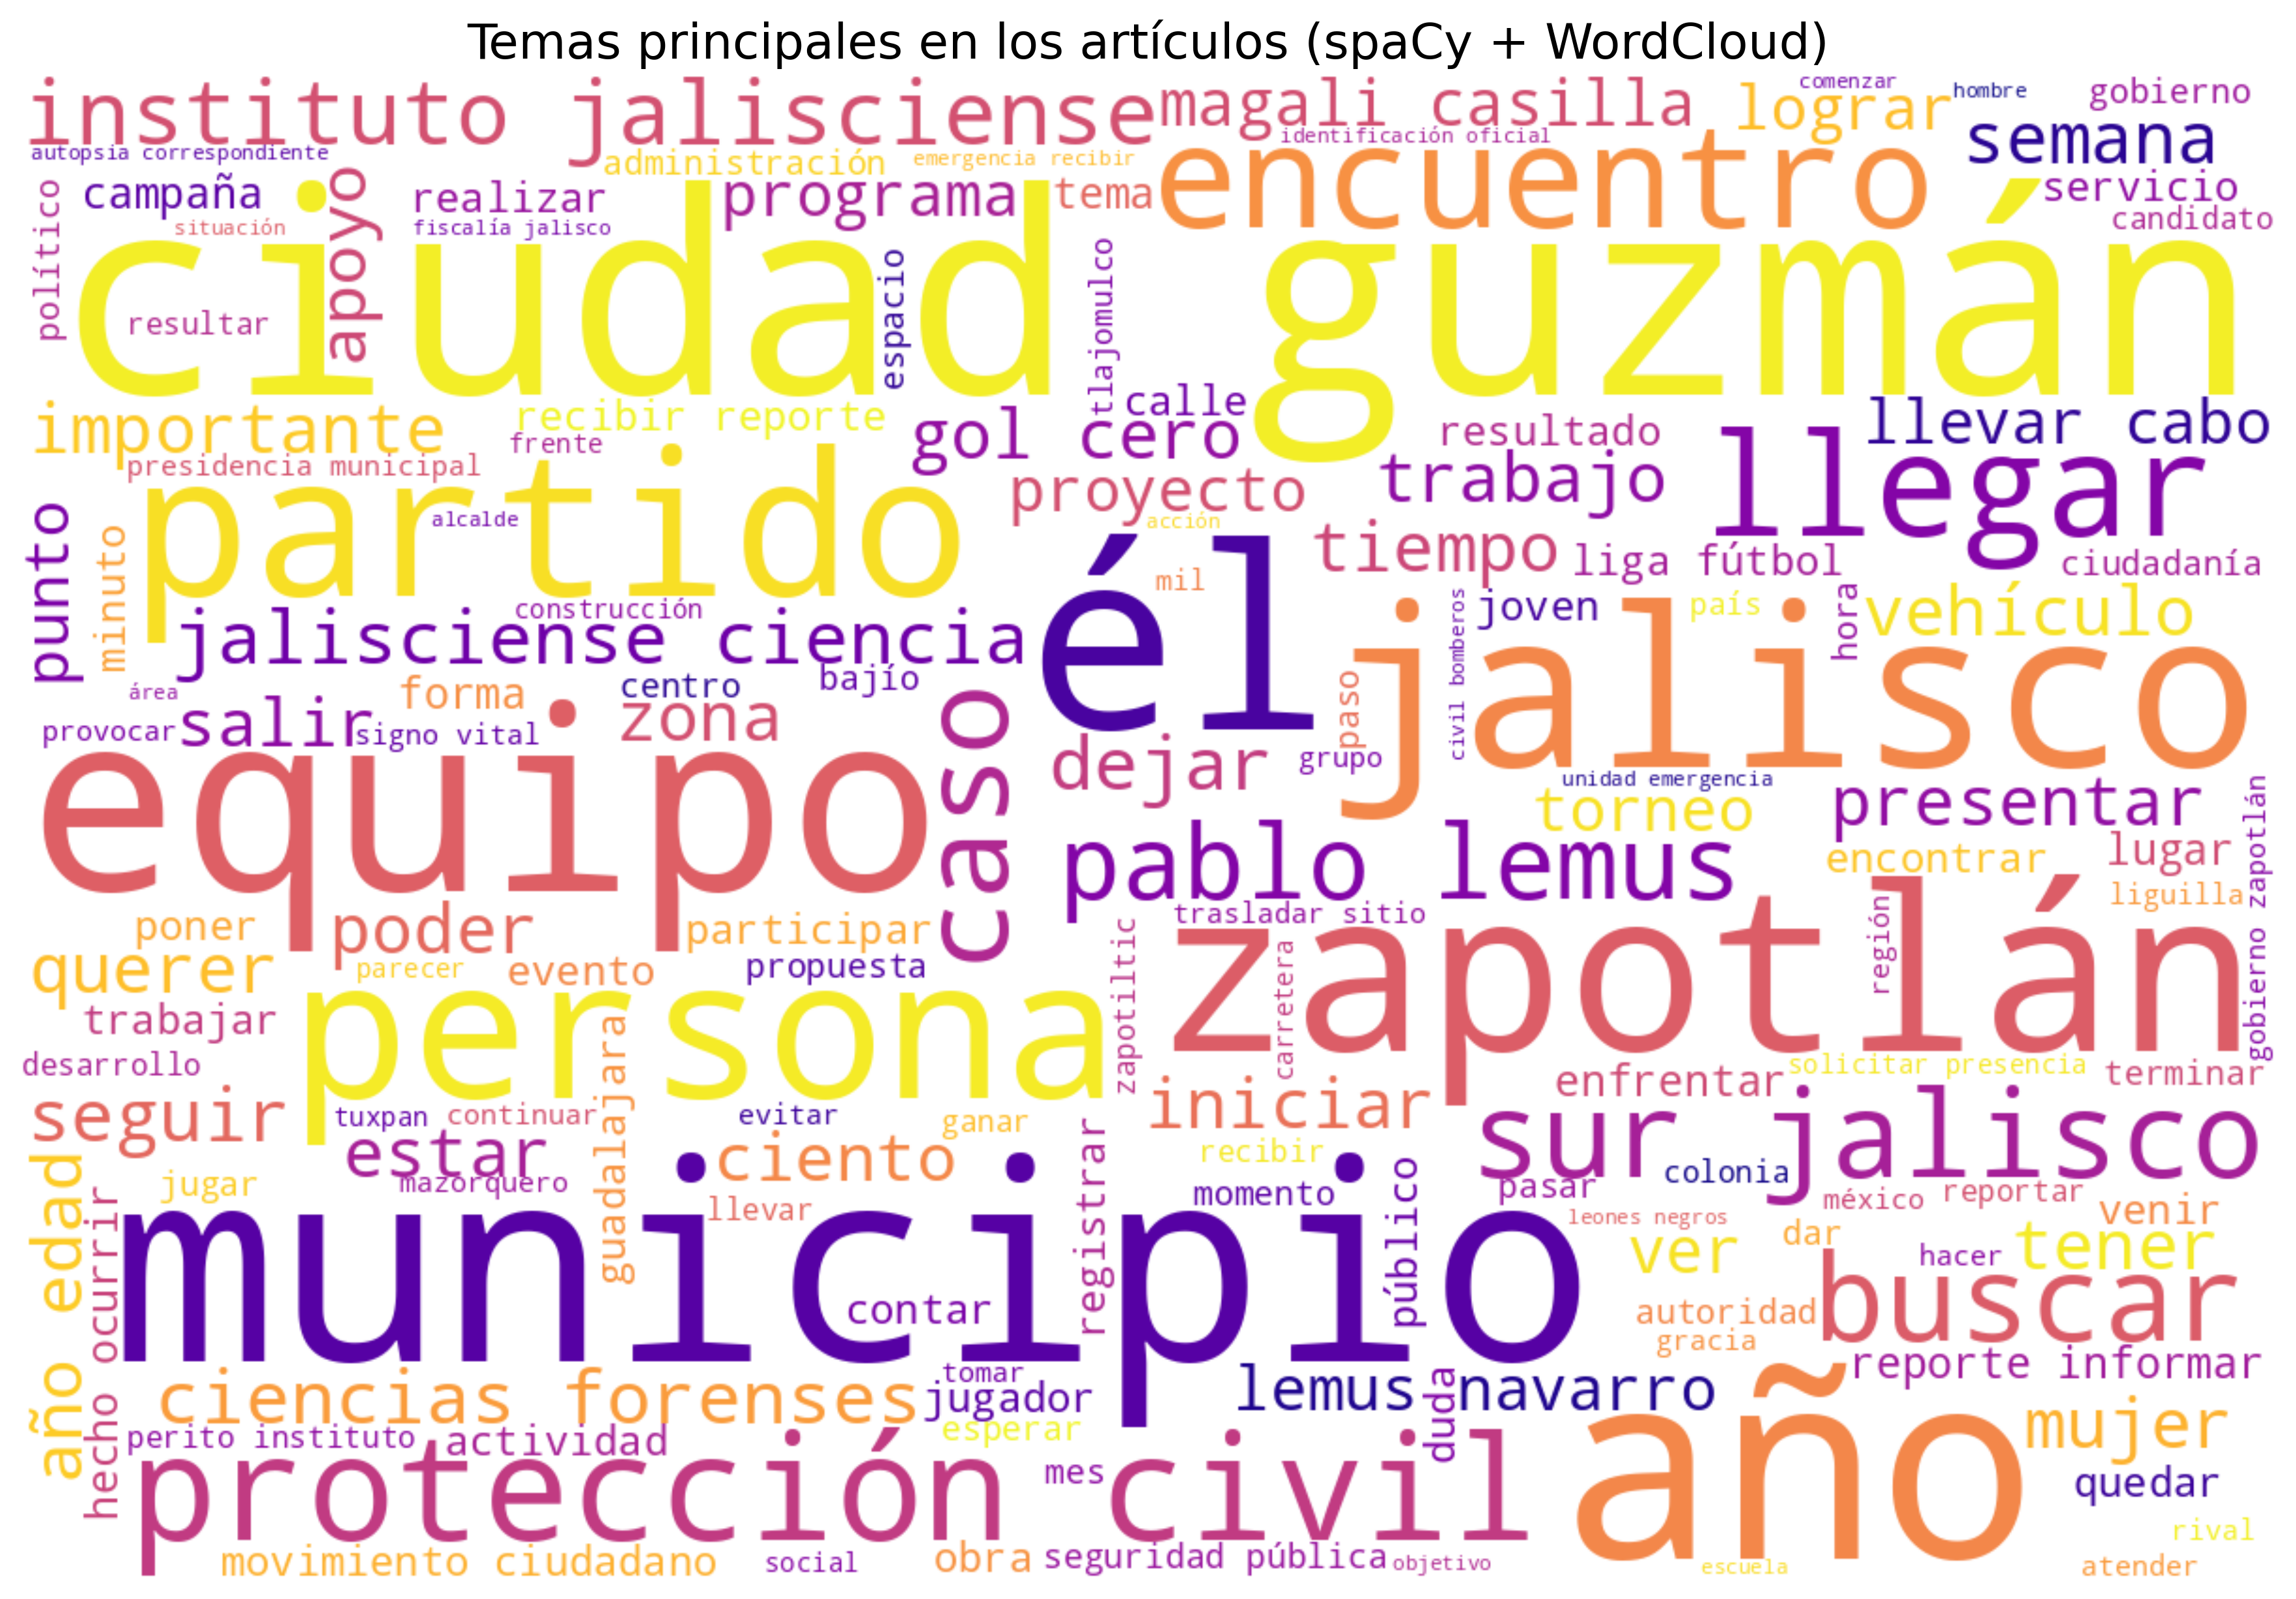 Temas principales en los artículos (spaCy + WordCloud)
instituto jalisciense
magali casilla
lograr
comenzar
hombre
gobierno
identificación oficial
semana
autopsia correspondiente
administración
emergencia recibir
encuentro
campaña
realizar
programa
tema
servicio
candidato
político
situación
apoyo
fiscalía jalisco
ciudad guzmán
resultar
espacio
tlajomulco
importante
recibir reporte
frente
gol cero
calle
resultado
llevar cabo
presidencia municipal
partido
alcalde
proyecto
trabajo
llegar
acción
punto
minuto
él
mil
tiempo
liga fútbol
ciudadanía
construcción
jalisciense ciencia
civil bomberos
joven
país
hora
vehículo
jalisco
paso
área
forma
centro
bajío
provocar
salir
signo vital
zona
caso
dejar
grupo
equipo
unidad emergencia
torneo
presentar
gobierno zapotlán
pablo lemus
encontrar
lugar
liguilla
poner
poder
participar
trasladar sitio
zapotlán
región
querer
parecer
evento
propuesta
zapotiltic
carretera
persona
trabajar
desarrollo
guadalajara
solicitar presencia
terminar
enfrentar
seguir
tuxpan
continuar
evitar
ganar
iniciar
sur jalisco
estar
ciento
registrar
recibir
colonia
año edad
jugar
mazorquero
momento
público
pasar
méxico
reportar
venir
hecho ocurrir
llevar
leones negros
municipio
ver
dar
hacer
tener
contar
autoridad
buscar
gracia
reporte informar
ciencias forenses
tomar
jugador
lemus navarro
duda
año
esperar
mujer
perito instituto
actividad
protección civil
mes
quedar
rival
movimiento ciudadano
social
obra
seguridad pública
objetivo
escuela
atender